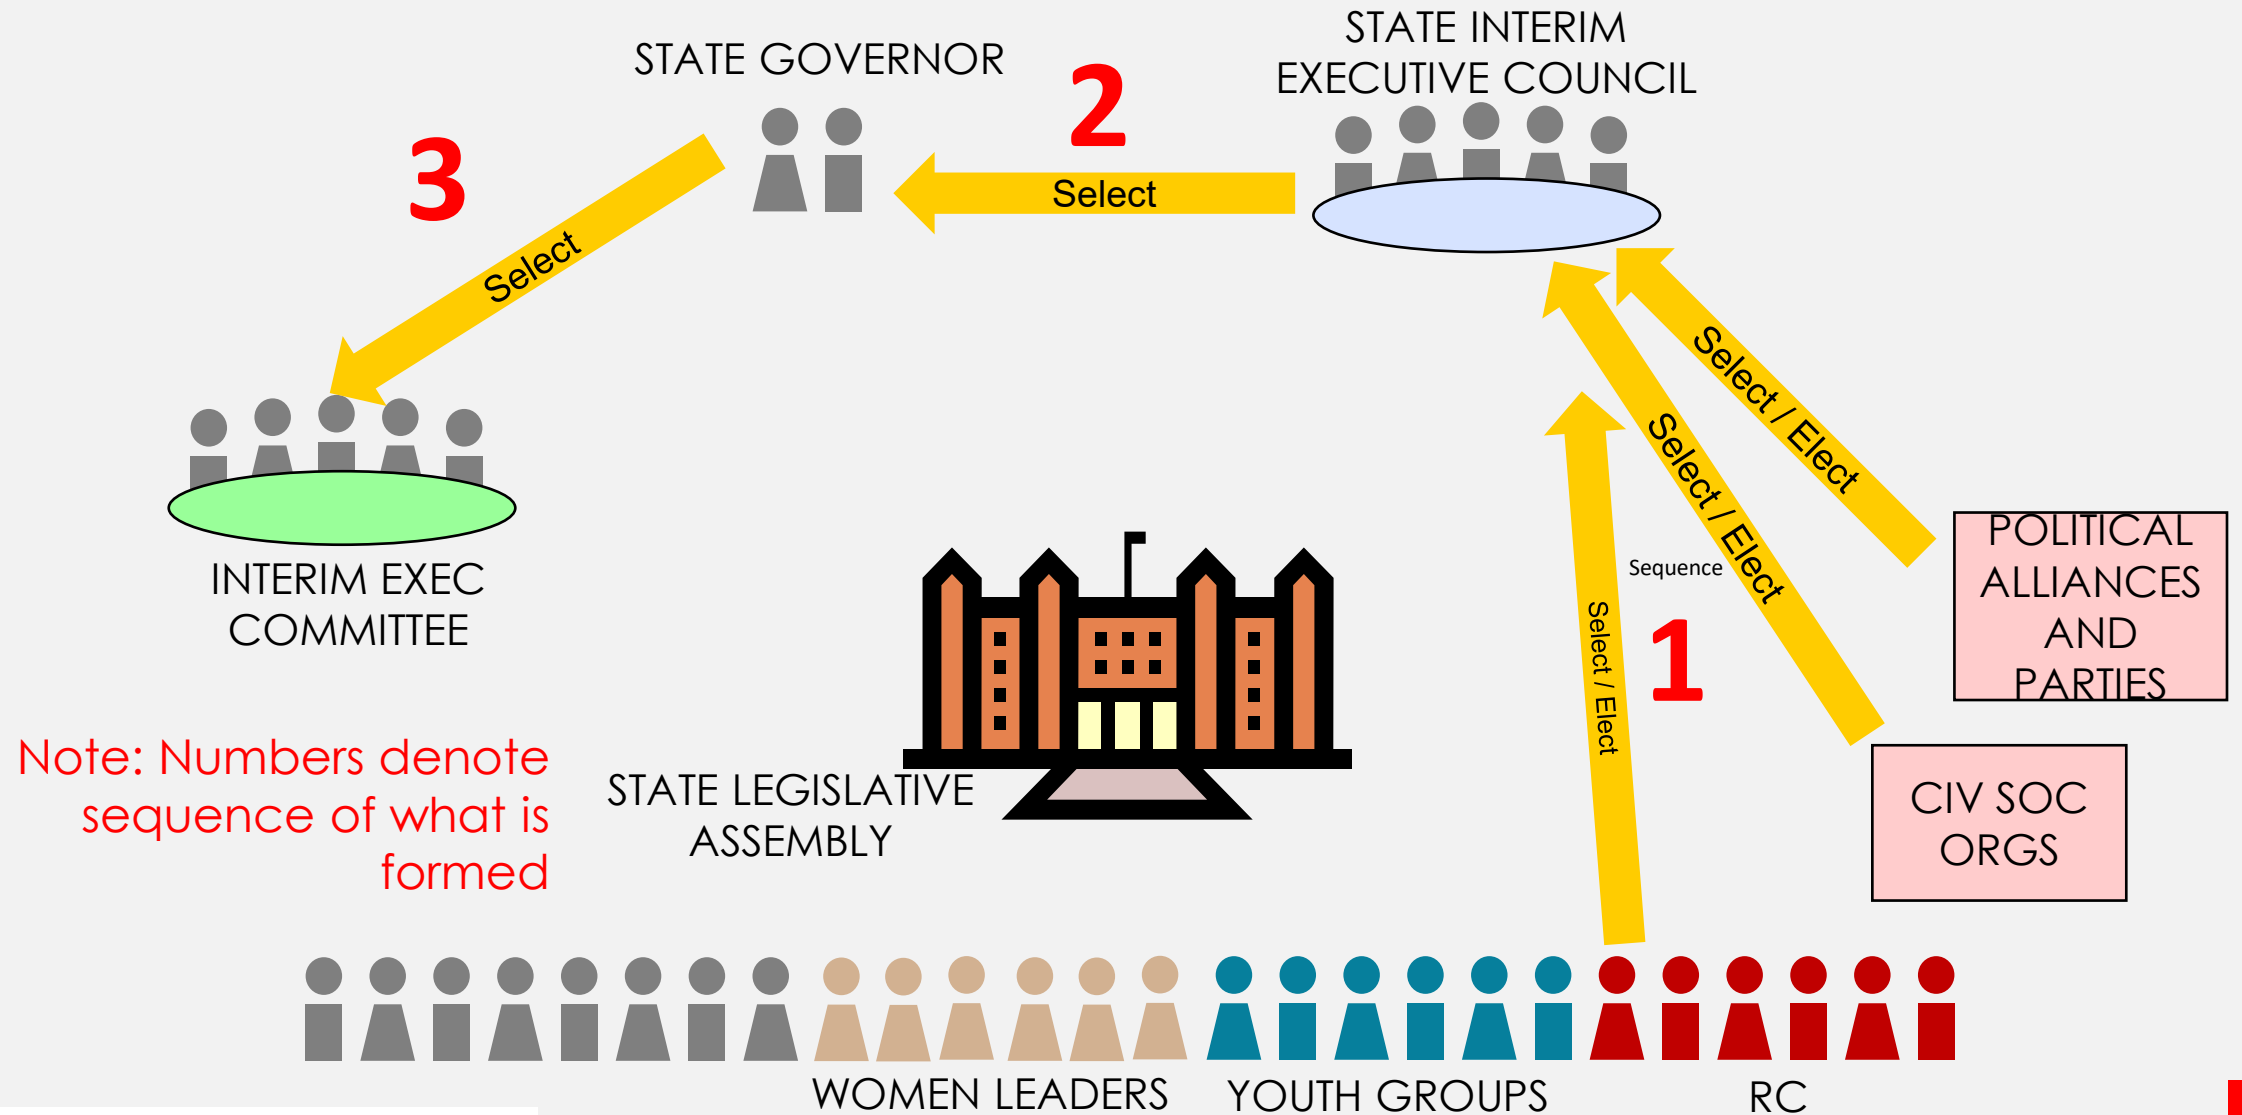 STATE INTERIM
EXECUTIVE COUNCIL
STATE GOVERNOR
2
3
Select
Select
Select / Elect
Select / Elect
Select / Elect
Sequence
1
POLITICAL
ALLIANCES
AND
PARTIES
CIV SOC
ORGS
INTERIM EXEC
COMMITTEE
Note: Numbers denote
sequence of what is
formed
STATE LEGISLATIVE
ASSEMBLY
WOMEN LEADERS
YOUTH GROUPS
RC